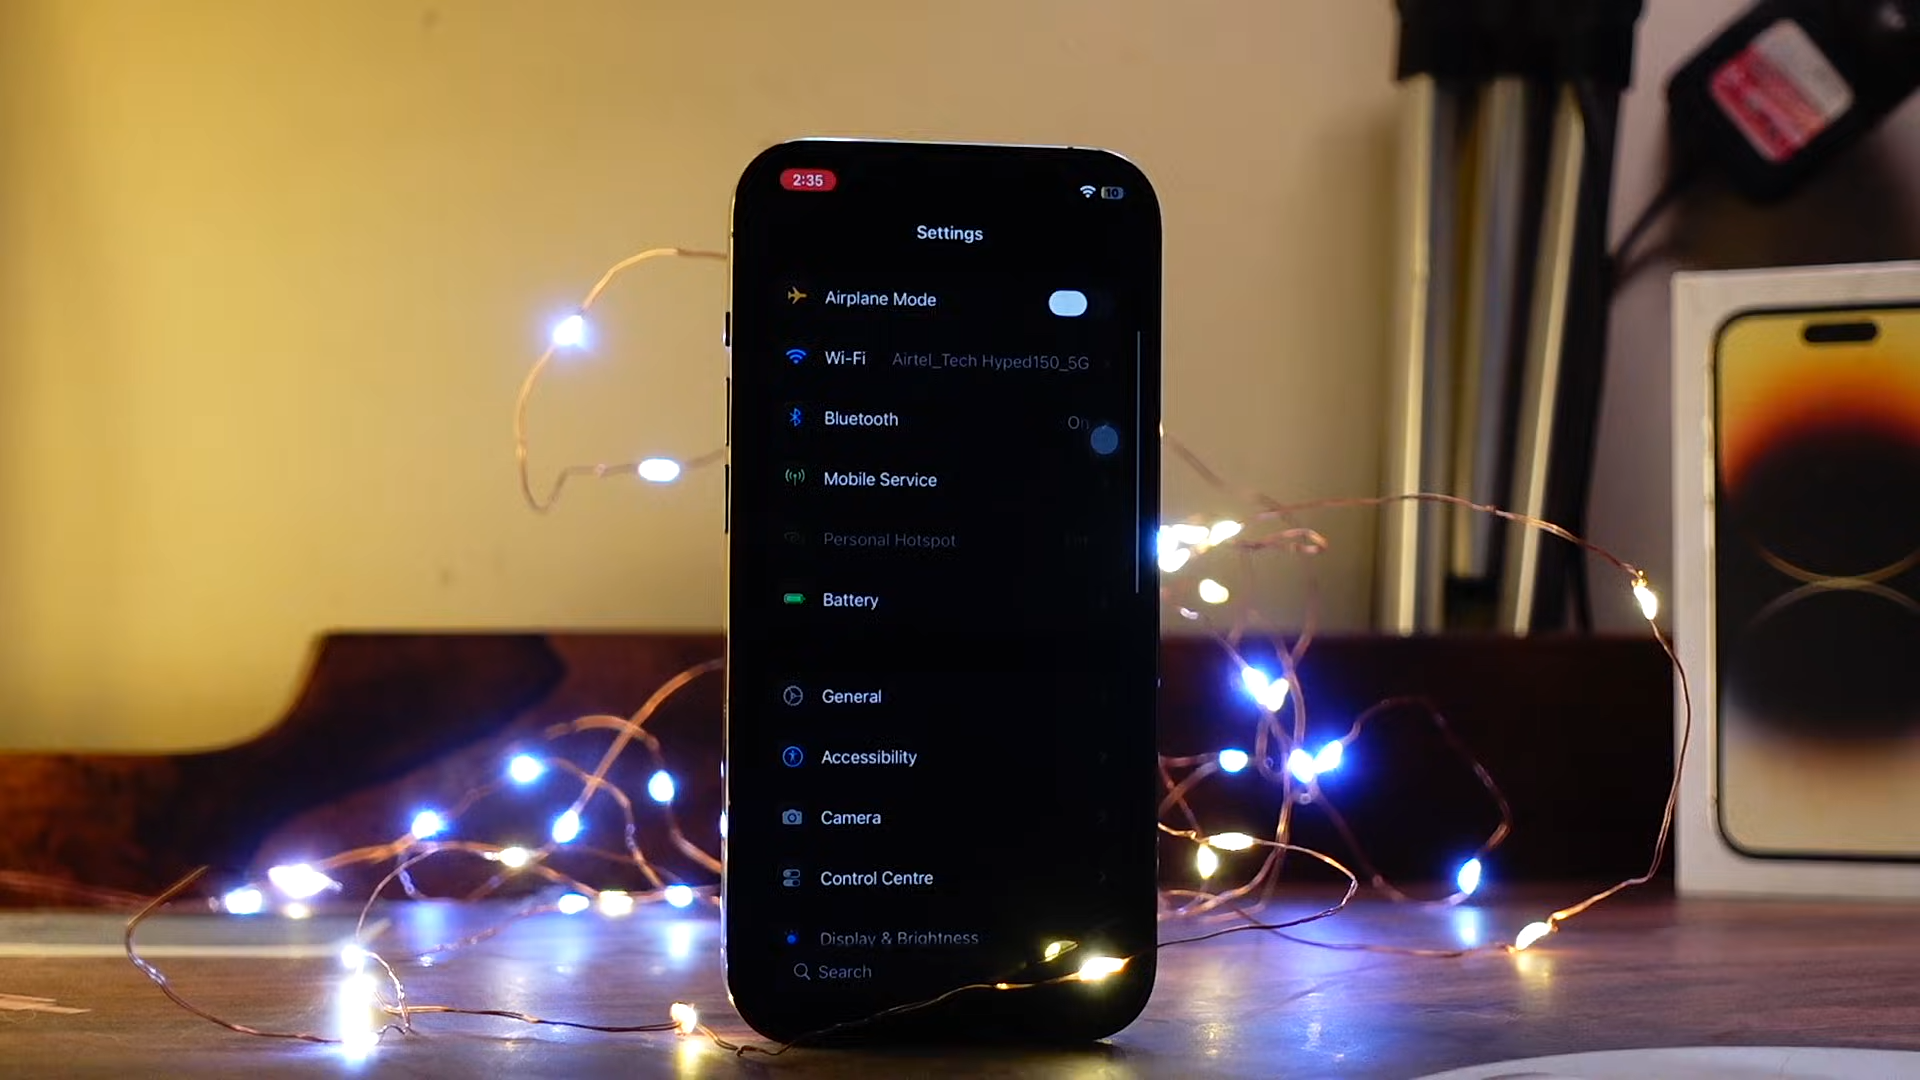 2:35
10
Settings
Airplane Mode
Wi-Fi Airtel_Tech Hyped150_5G
Bluetooth On
Mobile Service
Personal Hotspot
Battery
General
Accessibility
Camera
Control Centre
Display & Brightness
Search